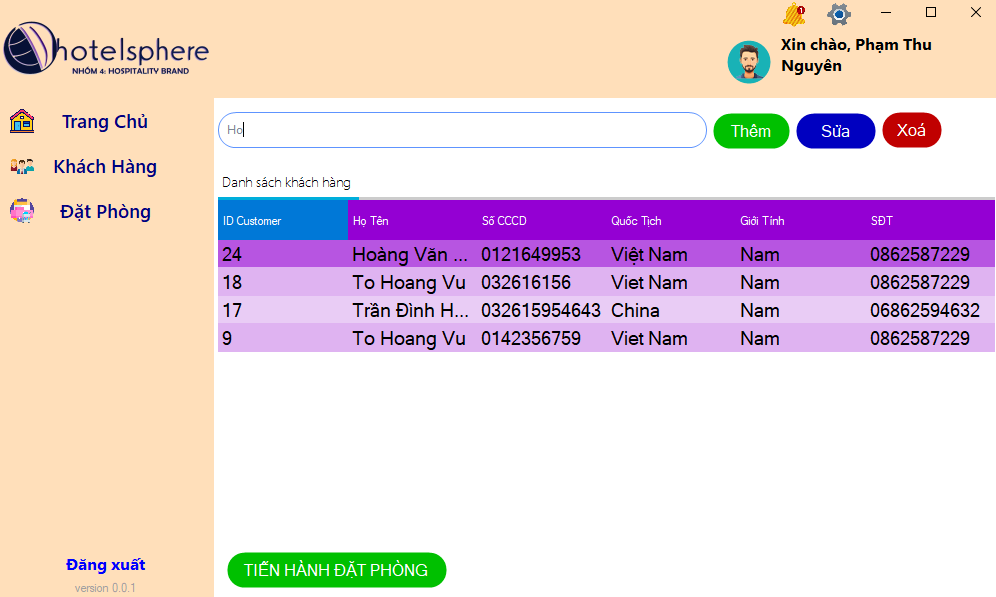 1
hotelsphere
NHÓM 4: HOSPITALITY BRAND
Xin chào, Phạm Thu
Nguyên
Trang Chủ
Khách Hàng
Đặt Phòng
Ho
Thêm
Sửa
Xoá
Danh sách khách hàng
ID Customer Họ Tên Số CCCD Quốc Tịch Giới Tính SĐT
24 Hoàng Văn ... 0121649953 Việt Nam Nam 0862587229
18 To Hoang Vu 032616156 Viet Nam Nam 0862587229
17 Trần Đình H... 032615954643 China Nam 06862594632
9 To Hoang Vu 0142356759 Viet Nam Nam 0862587229
TIẾN HÀNH ĐẶT PHÒNG
Đăng xuất
version 0.0.1